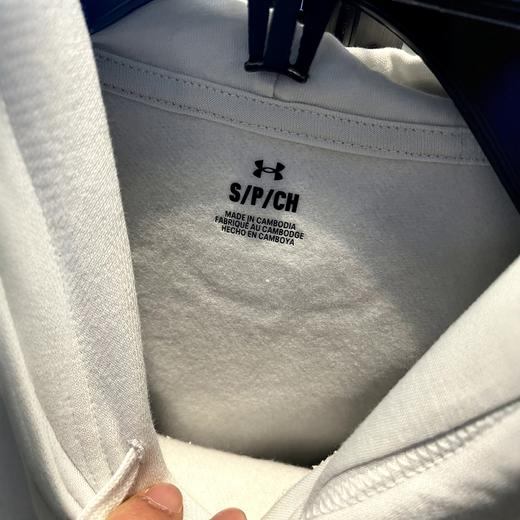 S/P/CH
MADE IN CAMBODIA
FABRIQUÉ AU CAMBODGE
HECHO EN CAMBOYA